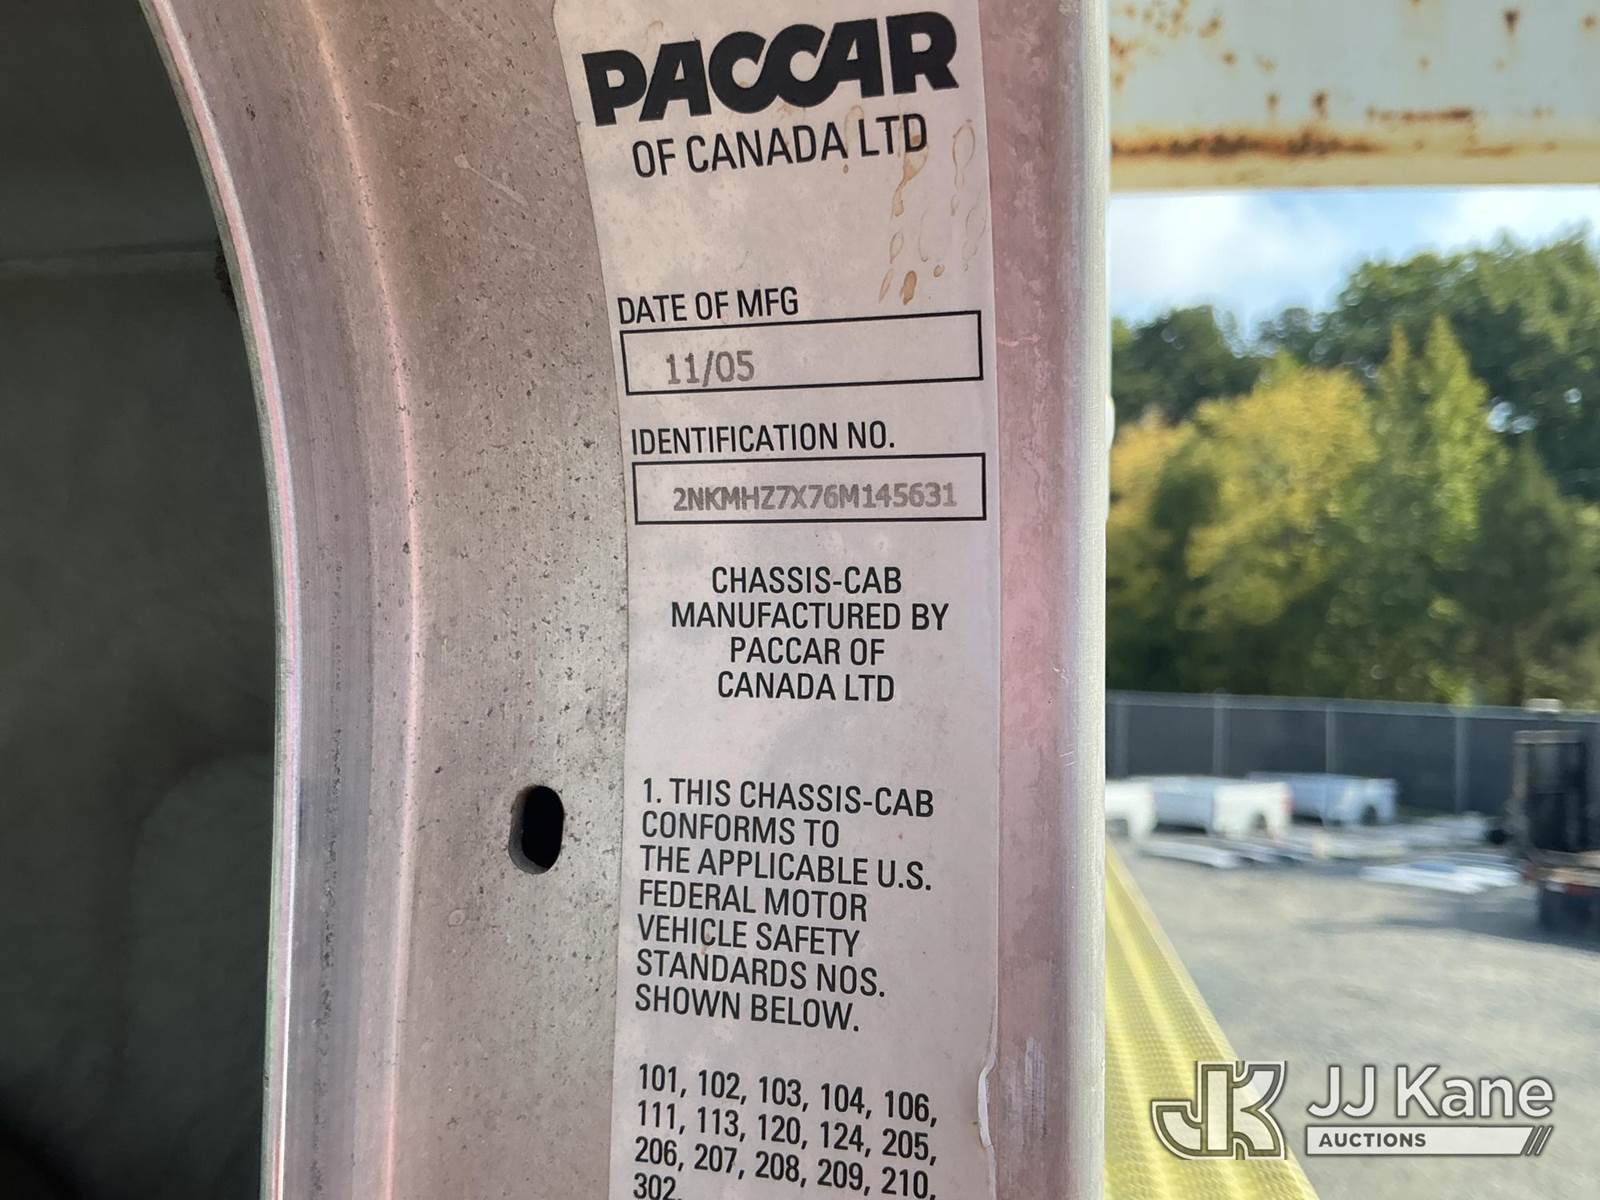 PACCAR
OF CANADA LTD
DATE OF MFG
11/05
IDENTIFICATION NO.
2NKMHZ7X76M145631
CHASSIS-CAB
MANUFACTURED BY
PACCAR OF
CANADA LTD
1. THIS CHASSIS-CAB
CONFORMS TO
THE APPLICABLE U.S.
FEDERAL MOTOR
VEHICLE SAFETY
STANDARDS NOS.
SHOWN BELOW.
101, 102, 103, 104, 106,
111, 113, 120, 124, 205,
206, 207, 208, 209, 210,
302,
JK
JJ Kane
AUCTIONS